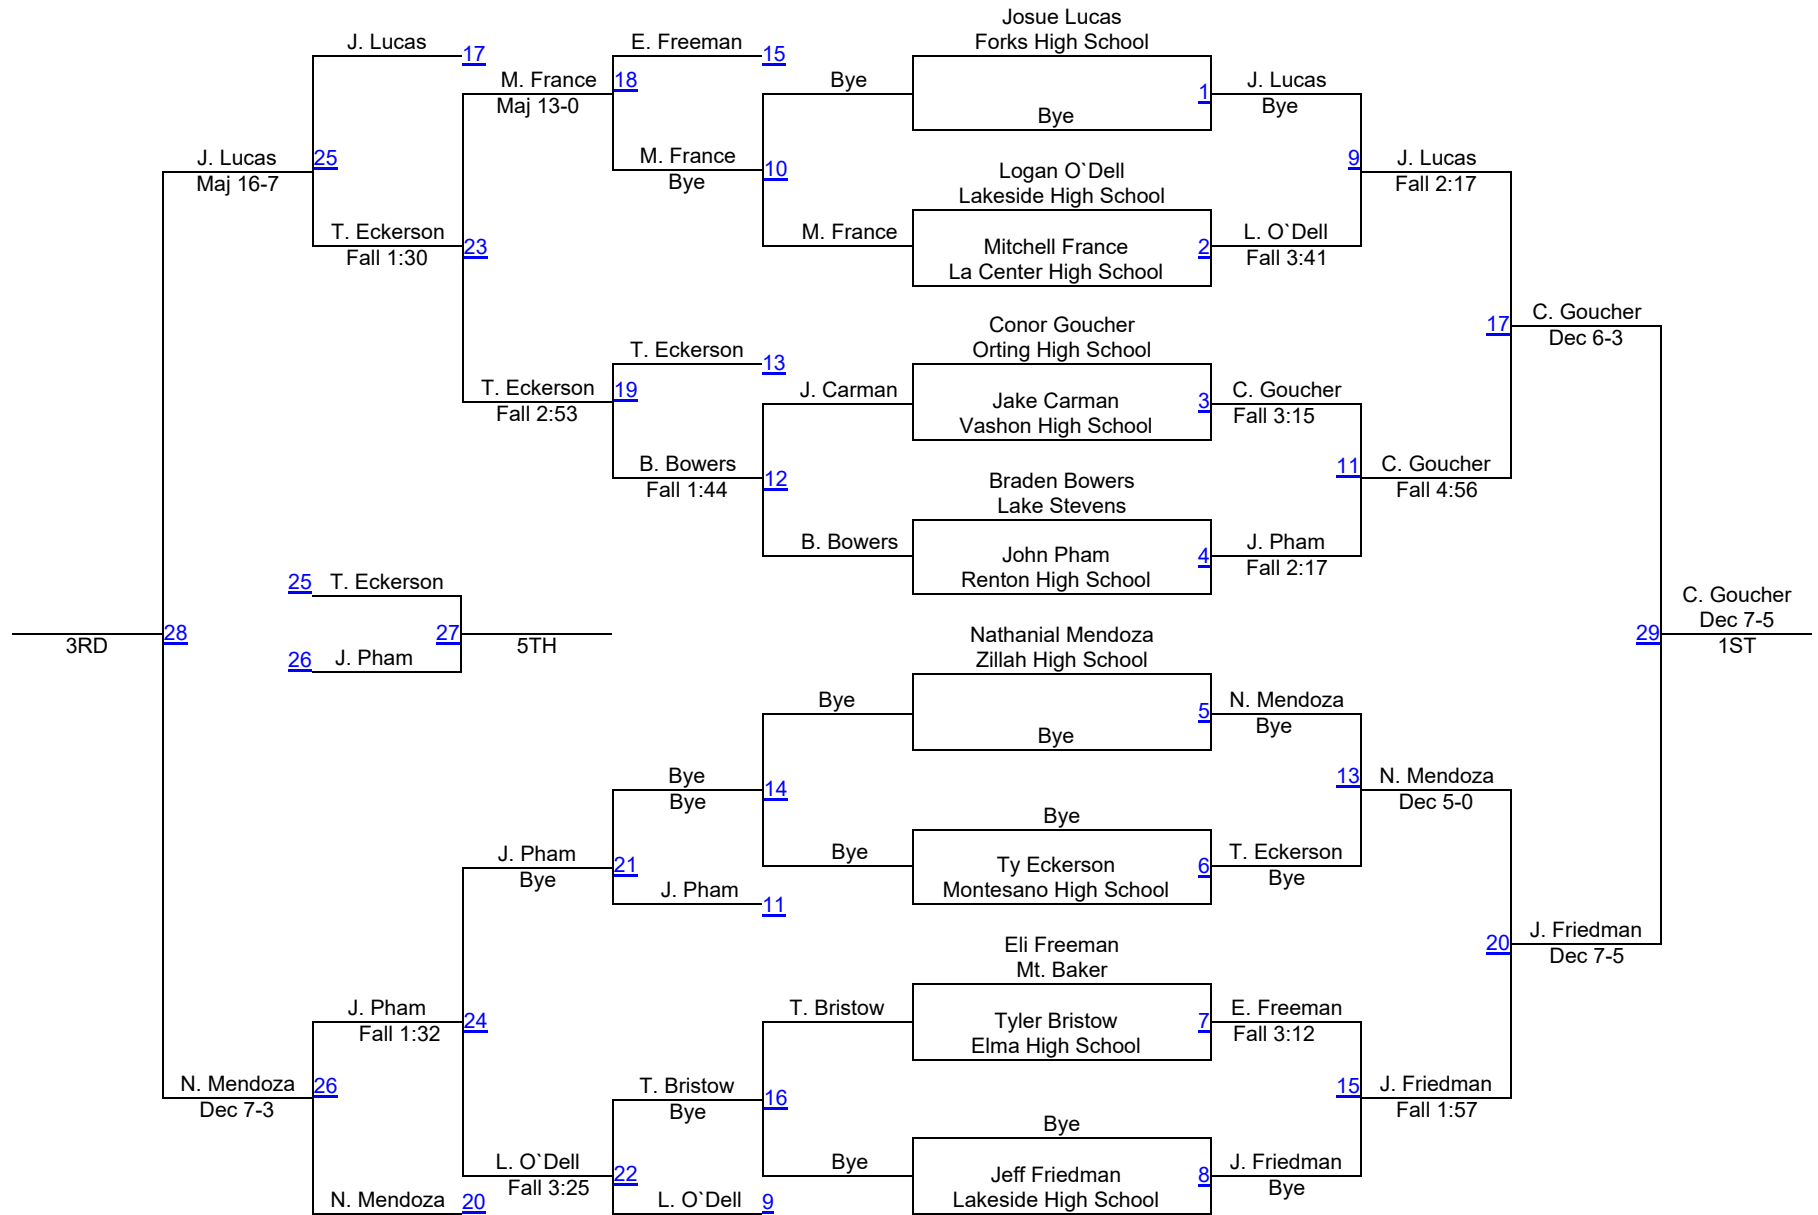 Josue Lucas
J. Lucas
E. Freeman
Forks High School
17
15
M. France
18
Bye
1
J. Lucas
Maj 13-0
Bye
Bye
J. Lucas
25
M. France
10
Logan O`Dell
9
J. Lucas
Maj 16-7
Bye
Lakeside High School
Fall 2:17
T. Eckerson
23
M. France
Mitchell France
2
L. O`Dell
Fall 1:30
La Center High School
Fall 3:41
Conor Goucher
17
C. Goucher
T. Eckerson
13
Orting High School
Dec 6-3
T. Eckerson
19
J. Carman
Jake Carman
3
C. Goucher
Fall 2:53
Vashon High School
Fall 3:15
B. Bowers
12
Braden Bowers
11
C. Goucher
Fall 1:44
Lake Stevens
Fall 4:56
B. Bowers
John Pham
4
J. Pham
25
T. Eckerson
Renton High School
Fall 2:17
C. Goucher
28
27
Nathanial Mendoza
29
Dec 7-5
3RD
26
J. Pham
5TH
Zillah High School
1ST
Bye
5
N. Mendoza
Bye
Bye
Bye
14
13
N. Mendoza
Bye
Bye
Dec 5-0
J. Pham
21
Bye
Ty Eckerson
6
T. Eckerson
Bye
J. Pham
11
Montesano High School
Bye
Eli Freeman
20
J. Friedman
Mt. Baker
Dec 7-5
J. Pham
24
T. Bristow
Tyler Bristow
7
E. Freeman
Fall 1:32
Elma High School
Fall 3:12
N. Mendoza
26
T. Bristow
16
15
J. Friedman
Dec 7-3
Bye
Bye
Fall 1:57
L. O`Dell
22
Bye
Jeff Friedman
8
J. Friedman
Fall 3:25
Bye
N. Mendoza
20
L. O`Dell
9
Lakeside High School